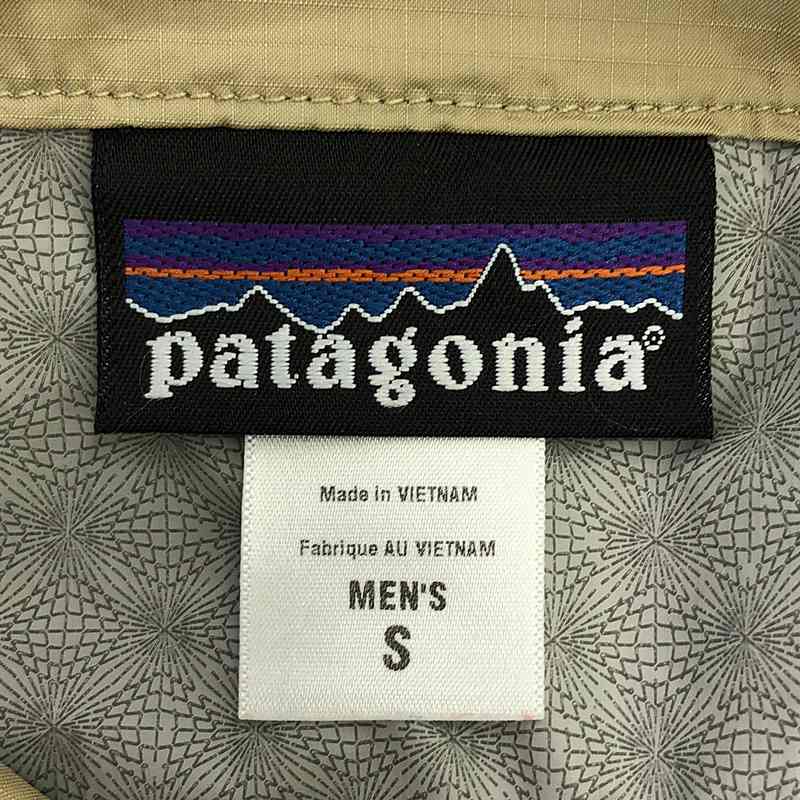 patagonia®
Made in VIETNAM
Fabrique AU VIETNAM
MEN'S
S